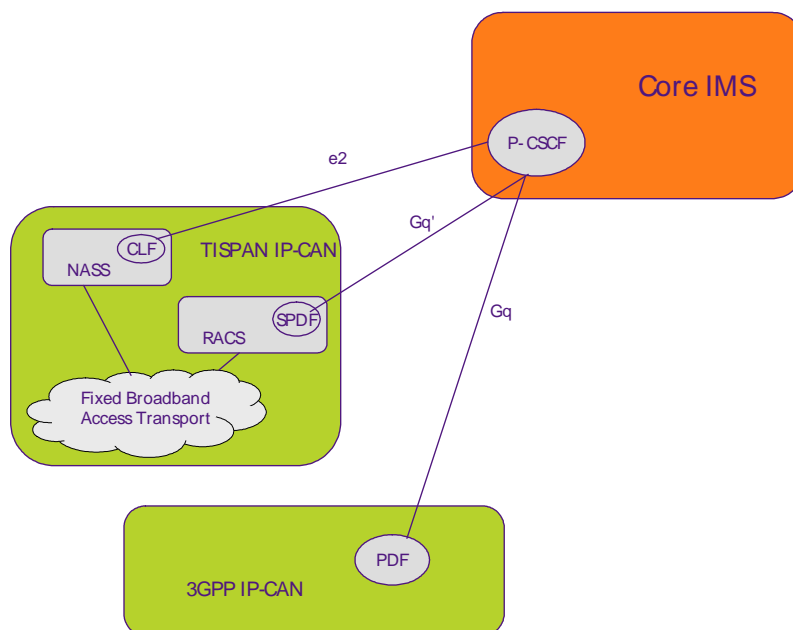 Core IMS
P-CSCF
e2
Gq'
Gq
CLF
NASS
TISPAN IP-CAN
SPDF
RACS
Fixed Broadband
Access Transport
PDF
3GPP IP-CAN